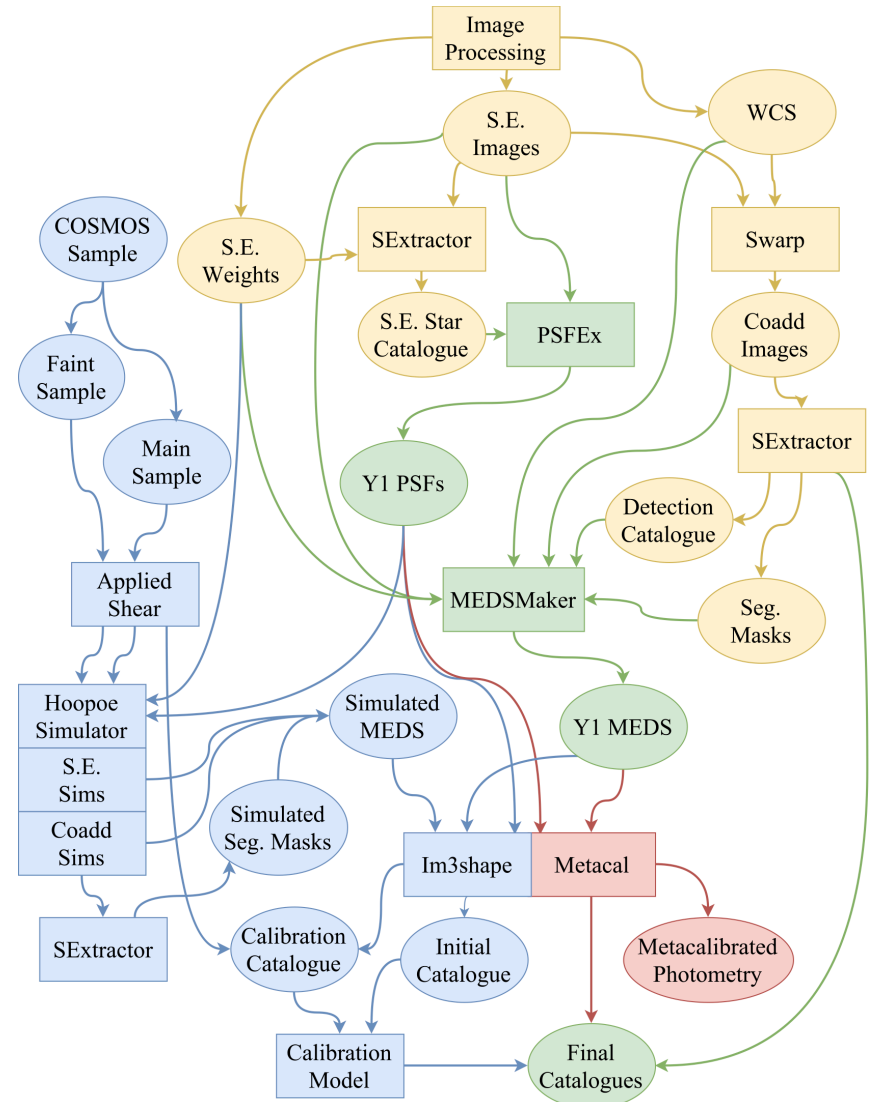 Image
Processing
S.E.
Images
WCS
COSMOS
Sample
S.E.
Weights
SExtractor
Swarp
S.E. Star
Catalogue
PSFEx
Coadd
Images
Faint
Sample
Main
Sample
SExtractor
Y1 PSFs
Detection
Catalogue
Applied
Shear
MEDSMaker
Seg.
Masks
Hoopoe
Simulator
Simulated
MEDS
Y1 MEDS
S.E.
Sims
Coadd
Sims
Simulated
Seg. Masks
Im3shape
Metacal
SExtractor
Calibration
Catalogue
Initial
Catalogue
Metacalibrated
Photometry
Calibration
Model
Final
Catalogues